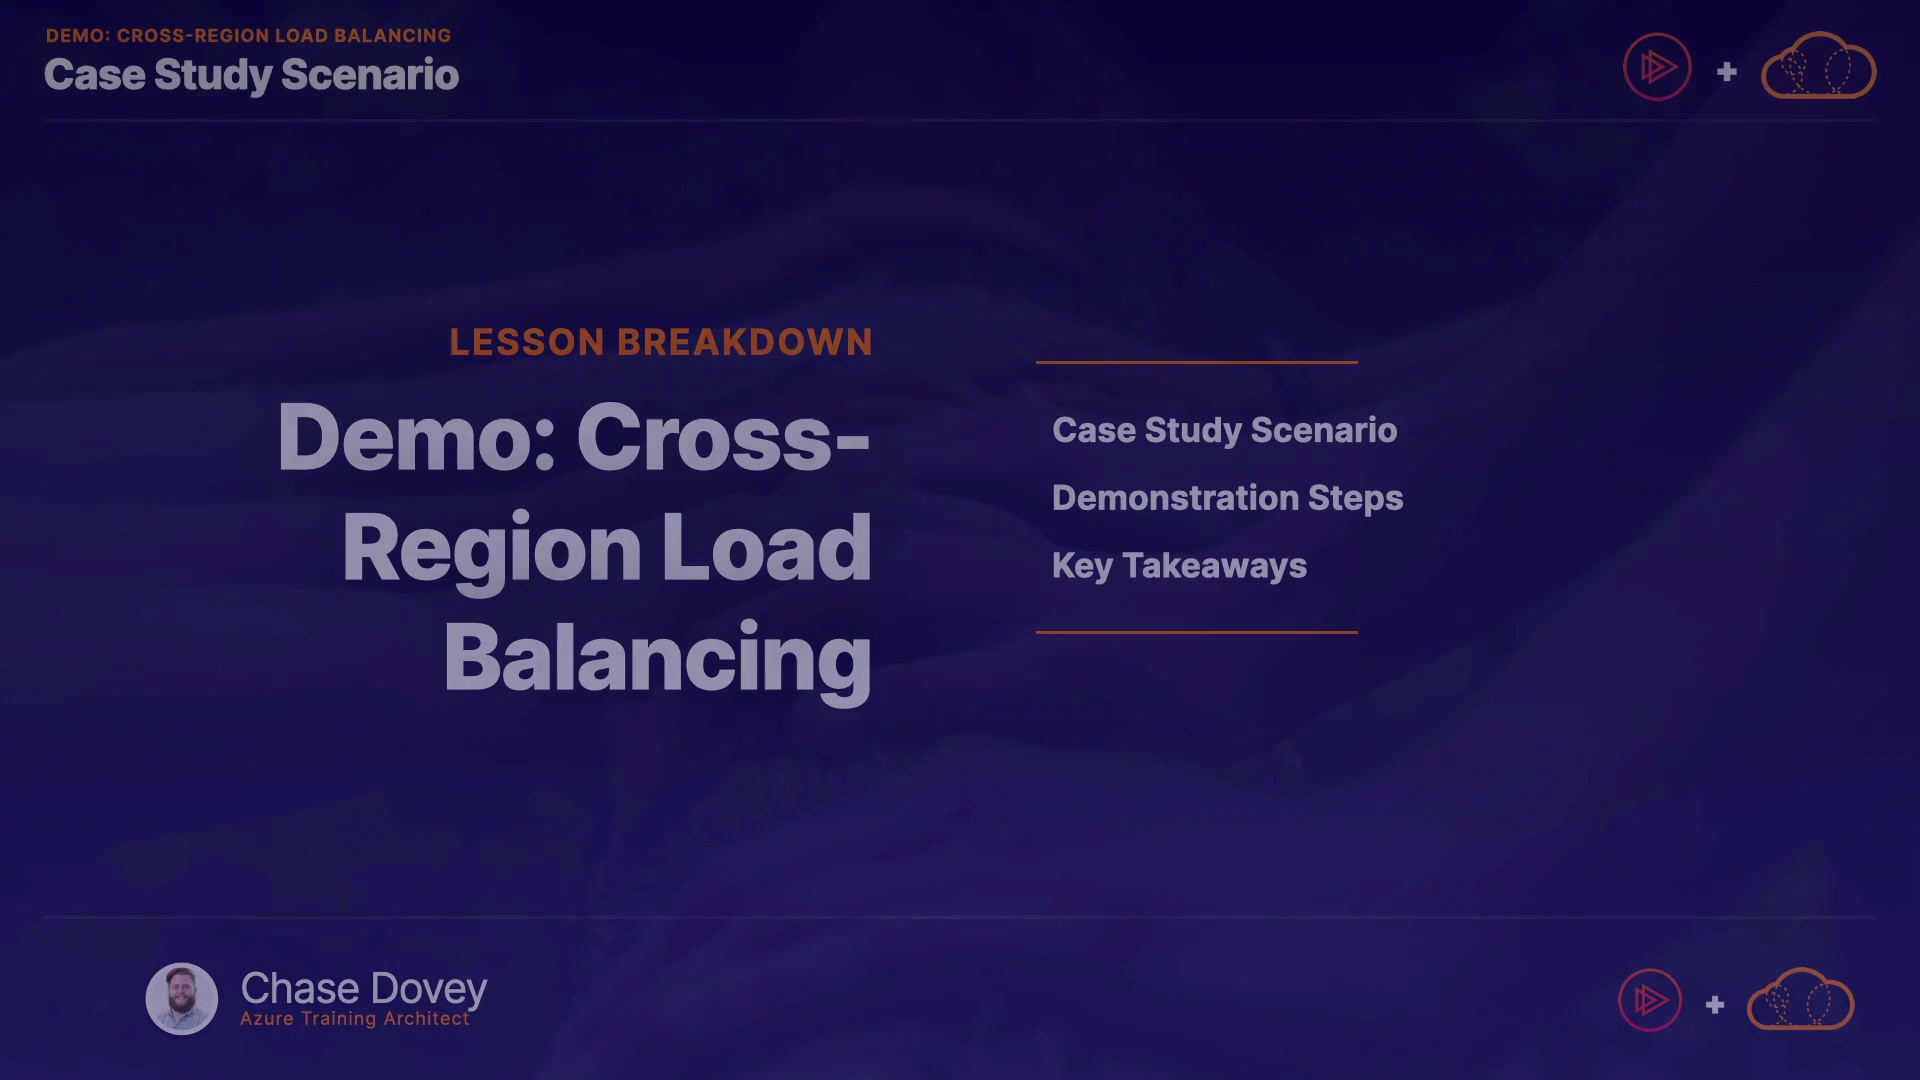 DEMO: CROSS-REGION LOAD BALANCING
Case Study Scenario
LESSON BREAKDOWN
Demo: Cross-
Region Load
Balancing
Case Study Scenario
Demonstration Steps
Key Takeaways
Chase Dovey
Azure Training Architect